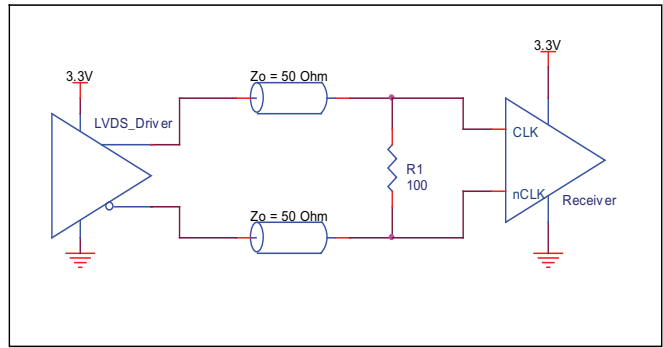 3.3V
LVDS_Driver
Zo = 50 Ohm
Zo = 50 Ohm
R1
100
3.3V
CLK
nCLK
Receiver